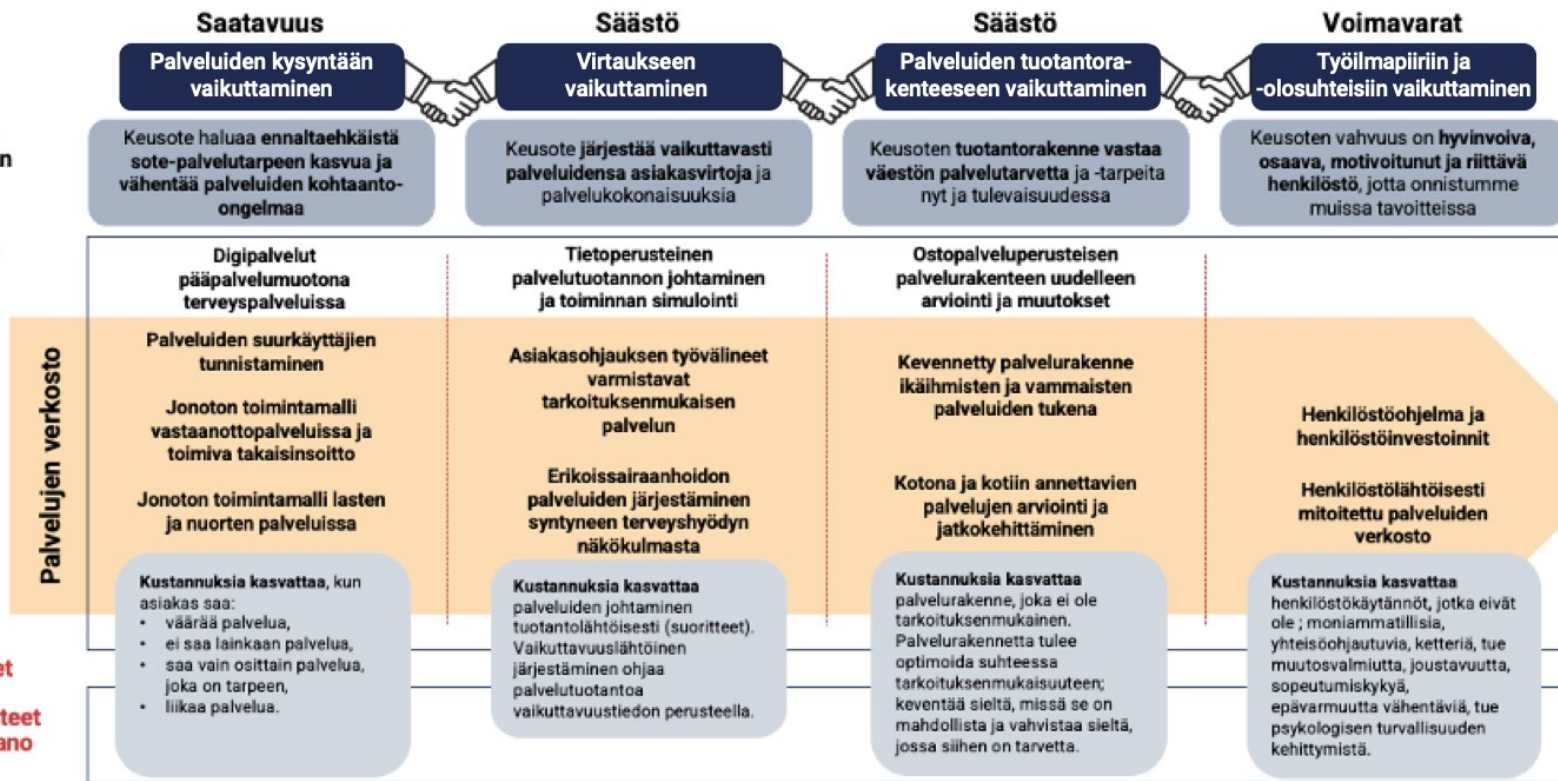 Saatavuus
Palveluiden kysyntään
vaikuttaminen
Keusote haluaa ennaltaehkäistä
sote-palvelutarpeen kasvua ja
vähentää palveluiden kohtaanto-
ongelmaa
Säästö
Virtaukseen
vaikuttaminen
Keusote järjestää vaikuttavasti
palveluidensa asiakasvirtoja ja
palvelukokonaisuuksia
Säästö
Palveluiden tuotantora-
kenteeseen vaikuttaminen
Keusoten tuotantorakenne vastaa
väestön palvelutarvetta ja -tarpeita
nyt ja tulevaisuudessa
Voimavarat
Työilmapiiriin ja
-olosuhteisiin vaikuttaminen
Keusoten vahvuus on hyvinvoiva,
osaava, motivoitunut ja riittävä
henkilöstö, jotta onnistumme
muissa tavoitteissa
n
Palvelujen verkosto
Digipalvelut
pääpalvelumuotona
terveyspalveluissa
Palveluiden suurkäyttäjien
tunnistaminen
Jonoton toimintamalli
vastaanottopalveluissa ja
toimiva takaisinsoitto
Jonoton toimintamalli lasten
ja nuorten palveluissa
Kustannuksia kasvattaa, kun
asiakas saa:
• väärää palvelua,
• ei saa lainkaan palvelua,
• saa vain osittain palvelua,
joka on tarpeen,
• liikaa palvelua.
Tietoperusteinen
palvelutuotannon johtaminen
ja toiminnan simulointi
Asiakasohjauksen työvälineet
varmistavat
tarkoituksenmukaisen
palvelun
Erikoissairaanhoidon
palveluiden järjestäminen
syntyneen terveyshyödyn
näkökulmasta
Kustannuksia kasvattaa
palveluiden johtaminen
tuotantolähtöisesti (suoritteet).
Vaikuttavuuslähtöinen
järjestäminen ohjaa
palvelutuotantoa
vaikuttavuustiedon perusteella.
Ostopalveluperusteisen
palvelurakenteen uudelleen
arviointi ja muutokset
Kevennetty palvelurakenne
ikäihmisten ja vammaisten
palveluiden tukena
Kotona ja kotiin annettavien
palvelujen arviointi ja
jatkokehittäminen
Kustannuksia kasvattaa
palvelurakenne, joka ei ole
tarkoituksenmukainen.
Palvelurakennetta tulee
optimoida suhteessa
tarkoituksenmukaisuuteen;
keventää sieltä, missä se on
mahdollista ja vahvistaa sieltä,
jossa siihen on tarvetta.
Henkilöstöohjelma ja
henkilöstöinvestoinnit
Henkilöstölähtöisesti
mitoitettu palveluiden
verkosto
Kustannuksia kasvattaa
henkilöstökäytännöt, jotka eivät
ole ; moniammatillisia,
yhteisöohjautuvia, ketteriä, tue
muutosvalmiutta, joustavuutta,
sopeutumiskykyä,
epävarmuutta vähentäviä, tue
psykologisen turvallisuuden
kehittymistä.
et
teet
ano